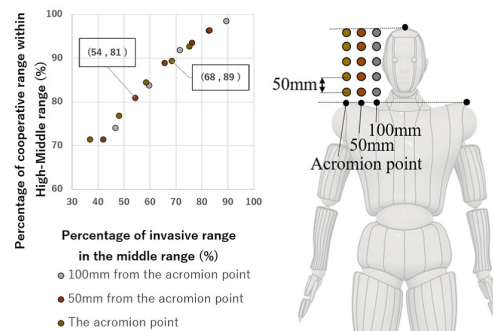 Percentage of cooperative range within
High-Middle range (%)
100
90
80
70
60
(54 , 81)
(68 , 89)
30 40 50 60 70 80 90 100
Percentage of invasive range
in the middle range (%)
100mm from the acromion point
50mm from the acromion point
The acromion point
50mm
100mm
50mm
Acromion point